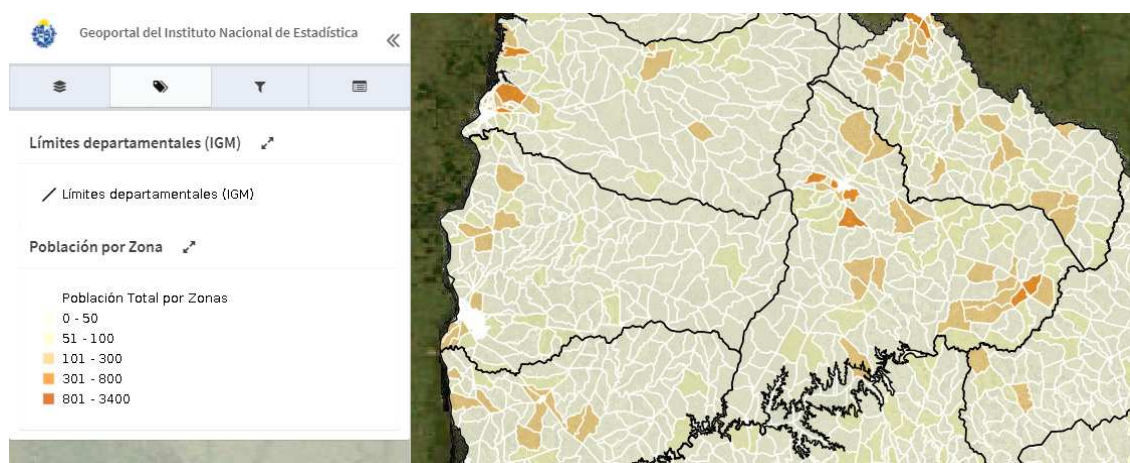 Geoportal del Instituto Nacional de Estadística
Límites departamentales (IGM)
Límites departamentales (IGM)
Población por Zona
Población Total por Zonas
0 - 50
51 - 100
101 - 300
301 - 800
801 - 3400